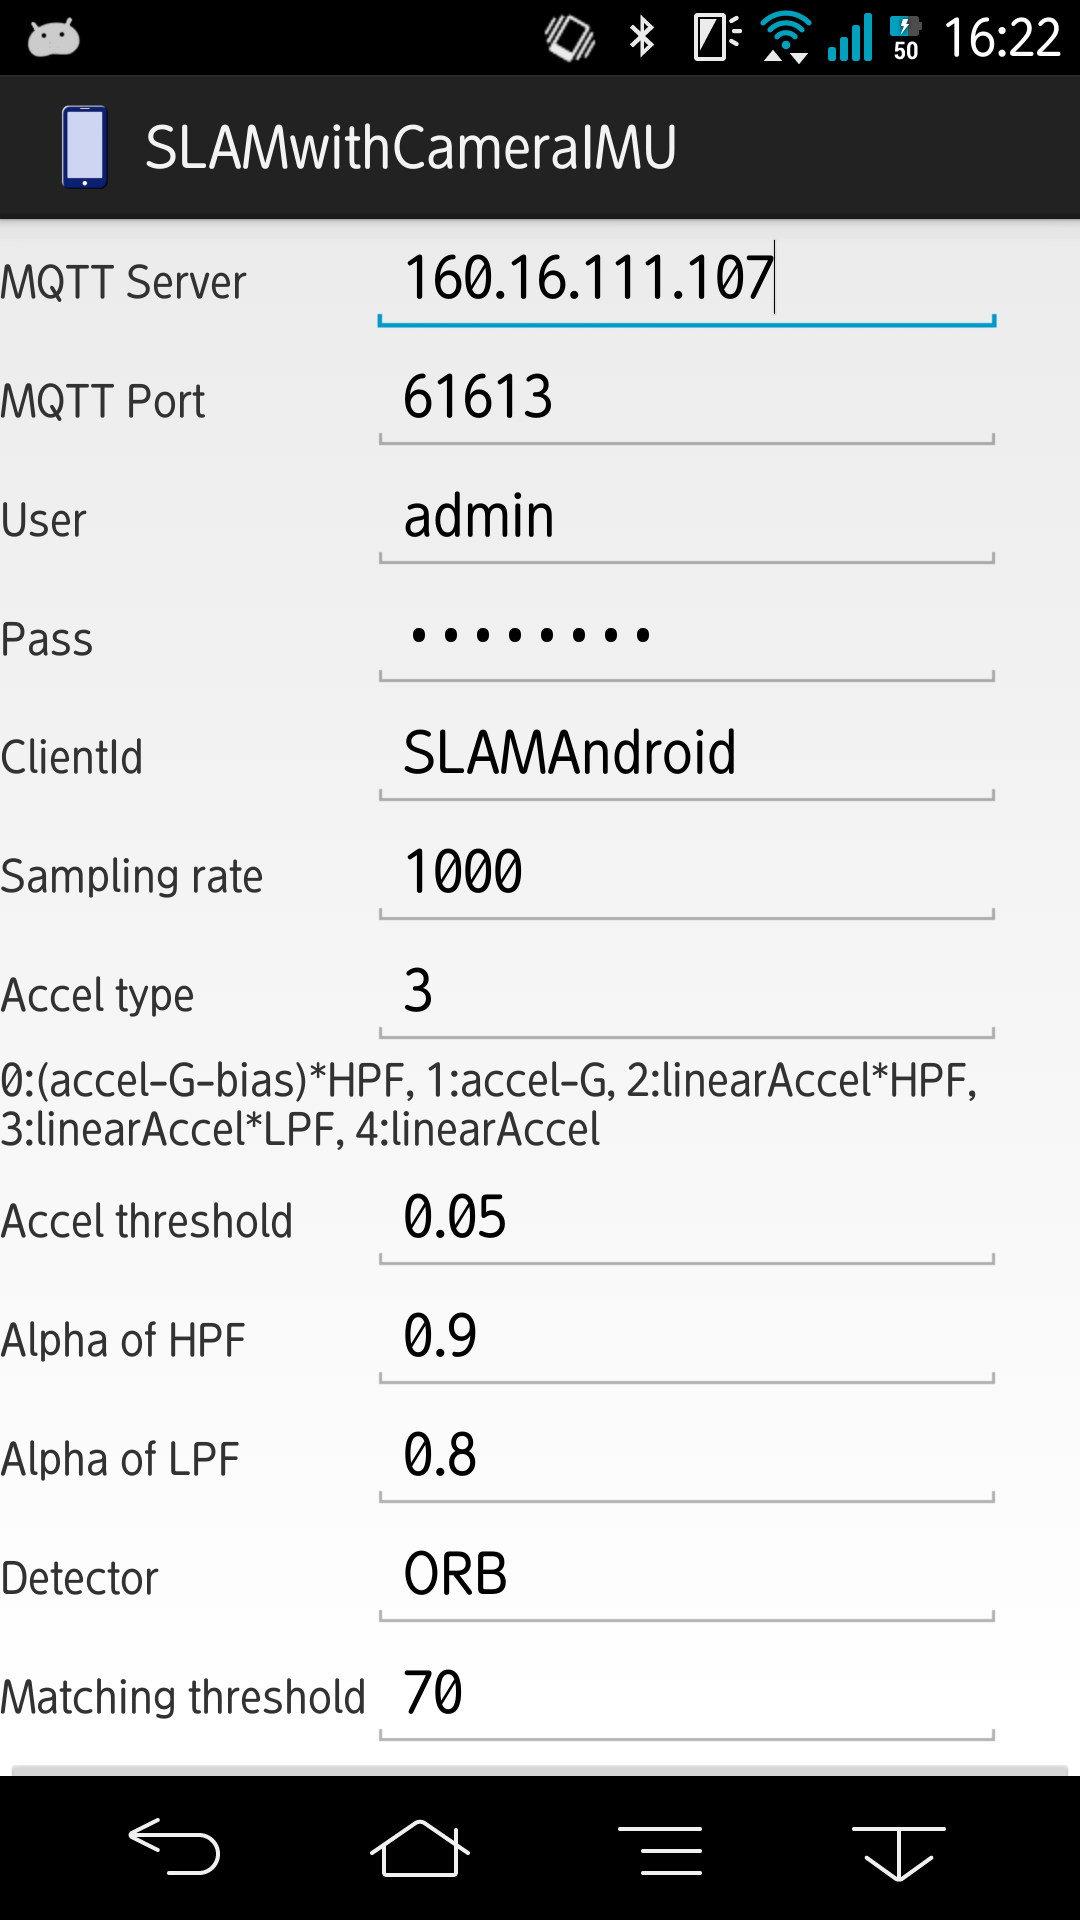 50 16:22
SLAMwithCameraIMU
MQTT Server 160.16.111.107
MQTT Port 61613
User admin
Pass ••••••••
ClientId SLAMAndroid
Sampling rate 1000
Accel type 3
0:(accel-G-bias)*HPF, 1:accel-G, 2:linearAccel*HPF,
3:linearAccel*LPF, 4:linearAccel
Accel threshold 0.05
Alpha of HPF 0.9
Alpha of LPF 0.8
Detector ORB
Matching threshold 70